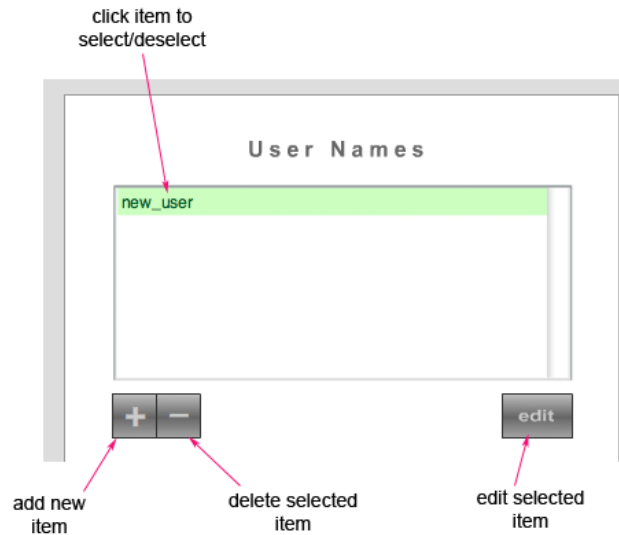 click item to
select/deselect
User Names
new_user
+ −
edit
add new
item
delete selected
item
edit selected
item